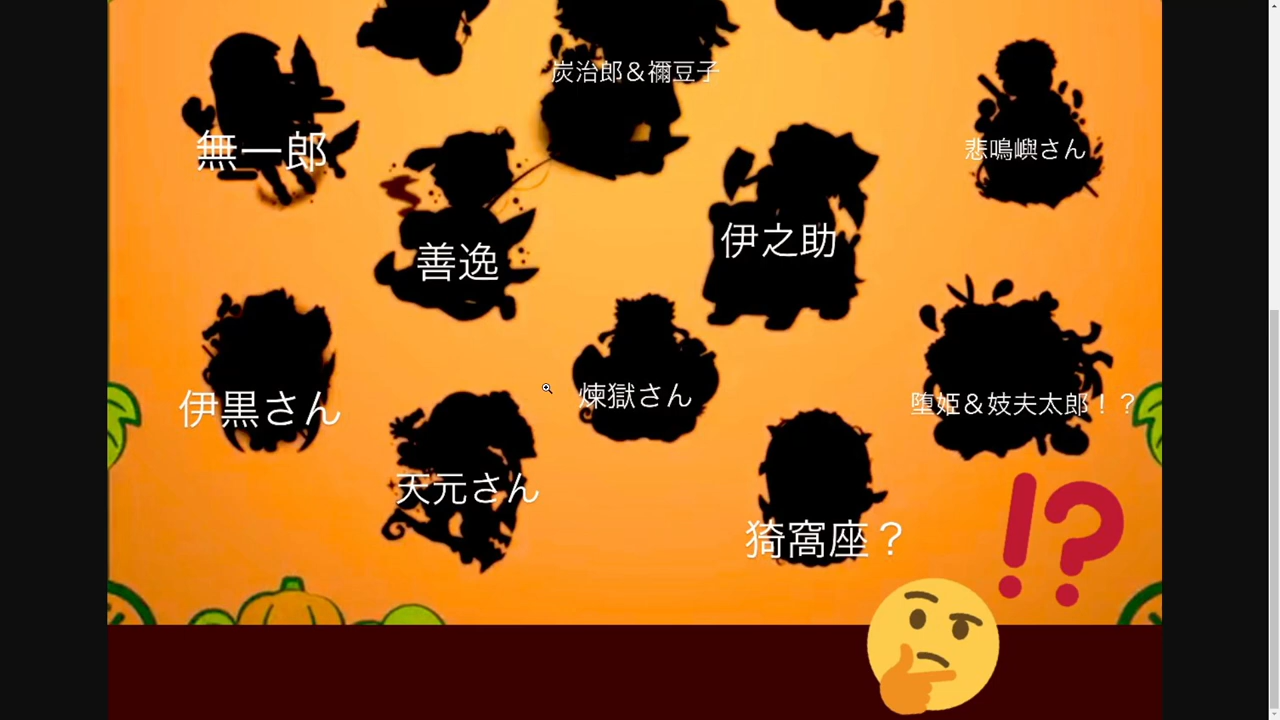 炭治郎＆禰豆子
無一郎
悲鳴嶼さん
善逸
伊之助
伊黒さん
煉獄さん
堕姫＆妓夫太郎！？
天元さん
猗窩座？
⁉